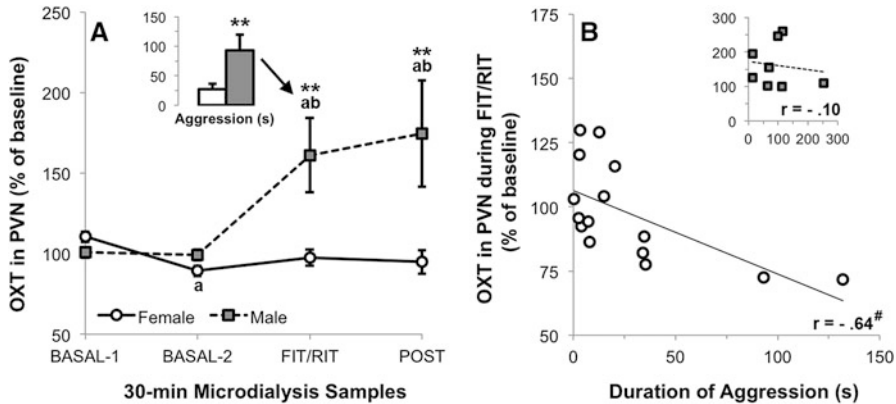 A
OXT in PVN (% of baseline)
250
200
150
100
50
150
100
50
0
**
Aggression (s)
**
ab
**
ab
a
Female
Male
BASAL-1 BASAL-2 FIT/RIT POST
30-min Microdialysis Samples
B
OXT in PVN during FIT/RIT
(% of baseline)
175
150
125
100
75
50
300
200
100
0
r = - .10
0 100 200 300
r = - .64#
0 50 100 150
Duration of Aggression (s)